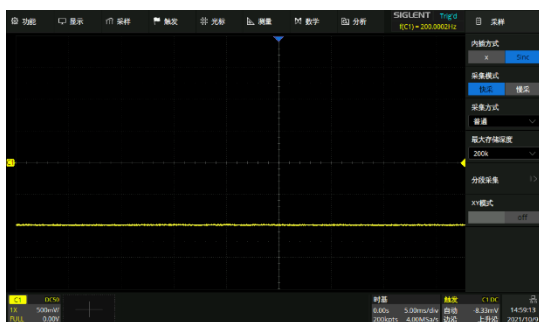 功能 显示 采样 触发 光标 测量 数学 分析 SIGLENT Trig'd 采样
f(C1) = 200.0002Hz
内插方式
x Sinc
采集模式
快采 慢采
采集方式
普通
最大存储深度
200k
分段采集
XY模式
off
C1
C1 DC50 时基 触发 C1 DC
1X 500mV/ 0.00s 5.00ms/div 自动 -8.33mV 14:59:13
FULL 0.00V 200kpts 4.00MSa/s 边沿 上升沿 2021/10/9